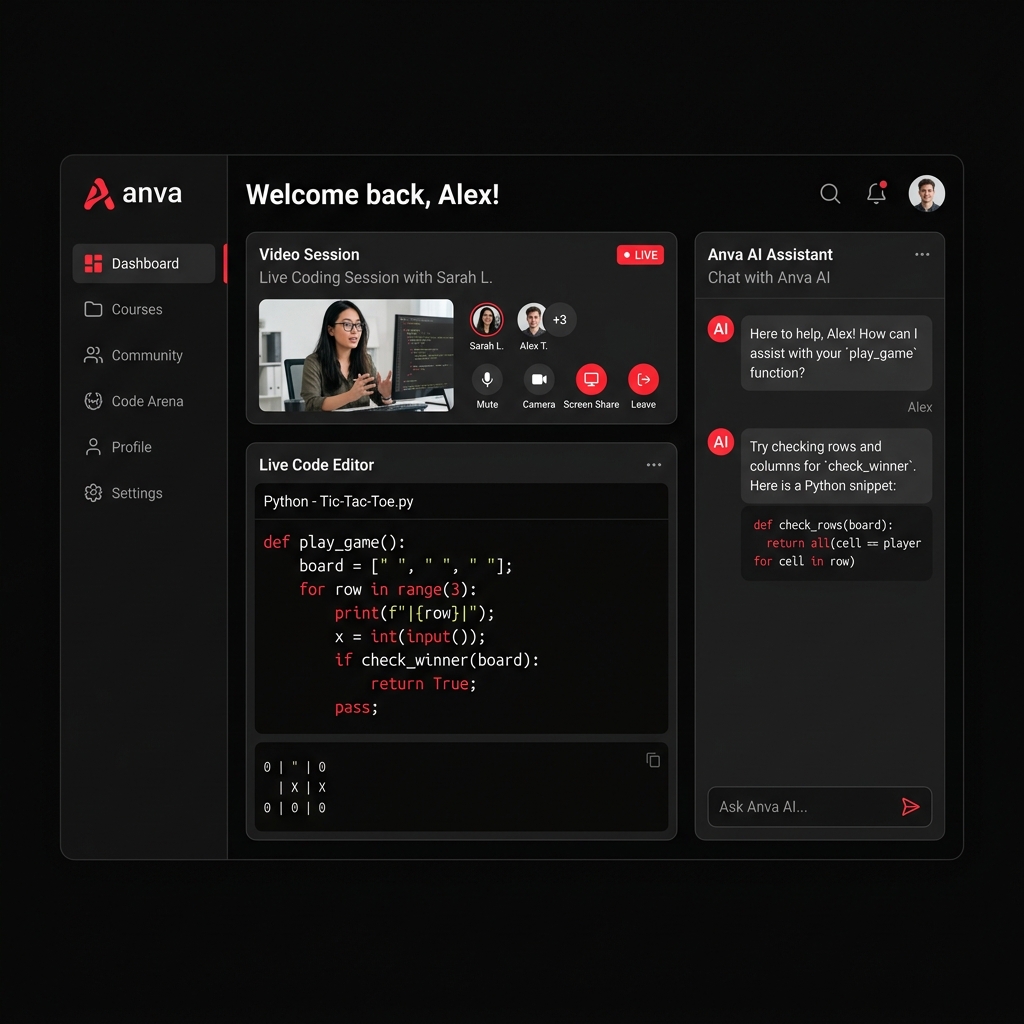 anva
Dashboard
Courses
Community
Code Arena
Profile
Settings
Welcome back, Alex!
Video Session
LIVE
Live Coding Session with Sarah L.
+3
Sarah L.
Alex T.
Mute
Camera
Screen Share
Leave
Live Code Editor
Python - Tic-Tac-Toe.py
def play_game():
    board = [" ", " ", " "];
    for row in range(3):
        print(f"|{row}|");
        x = int(input());
        if check_winner(board):
            return True;
        pass;
0 | " | 0
  | X | X
0 | 0 | 0
Anva AI Assistant
Chat with Anva AI
AI
Here to help, Alex! How can I
assist with your `play_game`
function?
Alex
AI
Try checking rows and
columns for `check_winner`.
Here is a Python snippet:
def check_rows(board):
  return all(cell == player
for cell in row)
Ask Anva AI...